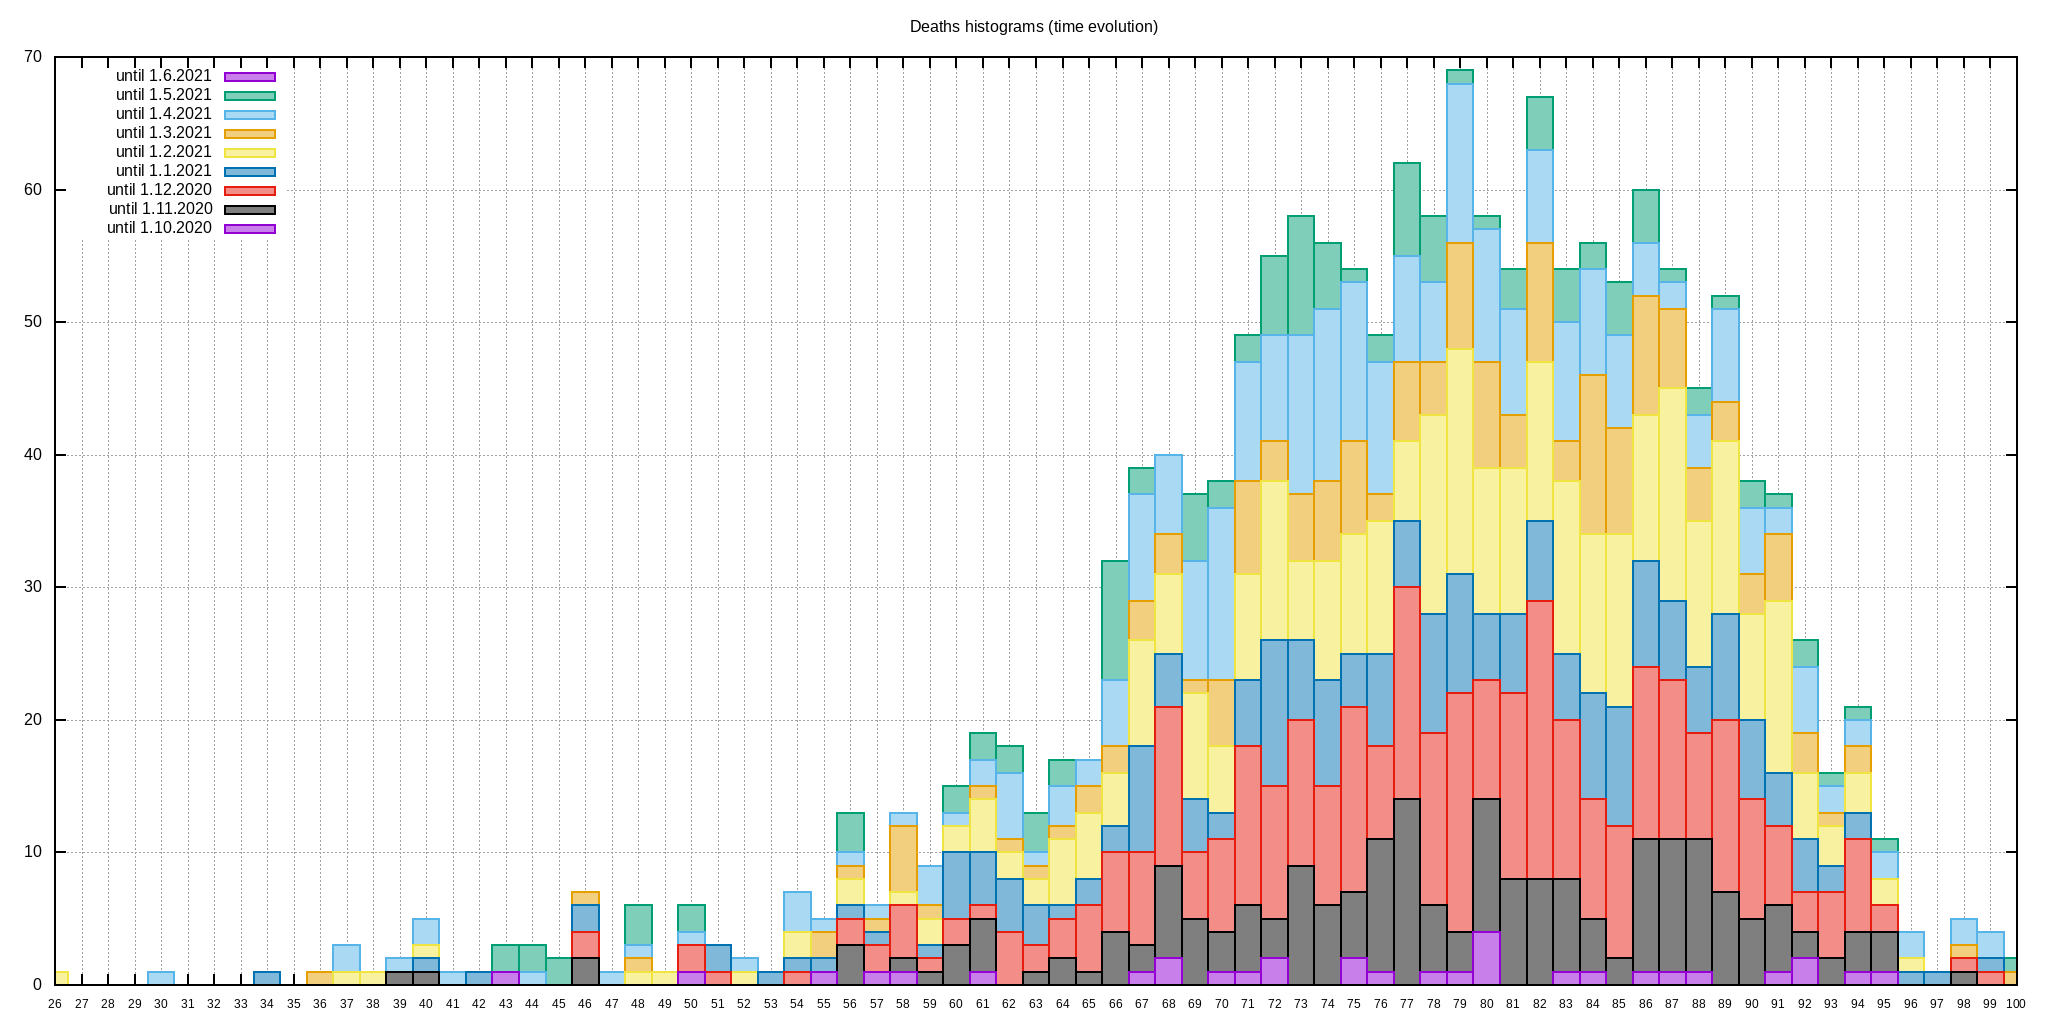 Deaths histograms (time evolution)
70
until 1.6.2021
until 1.5.2021
until 1.4.2021
until 1.3.2021
until 1.2.2021
until 1.1.2021
until 1.12.2020
until 1.11.2020
until 1.10.2020
60
50
40
30
20
10
0
26 27 28 29 30 31 32 33 34 35 36 37 38 39 40 41 42 43 44 45 46 47 48 49 50 51 52 53 54 55 56 57 58 59 60 61 62 63 64 65 66 67 68 69 70 71 72 73 74 75 76 77 78 79 80 81 82 83 84 85 86 87 88 89 90 91 92 93 94 95 96 97 98 99 100